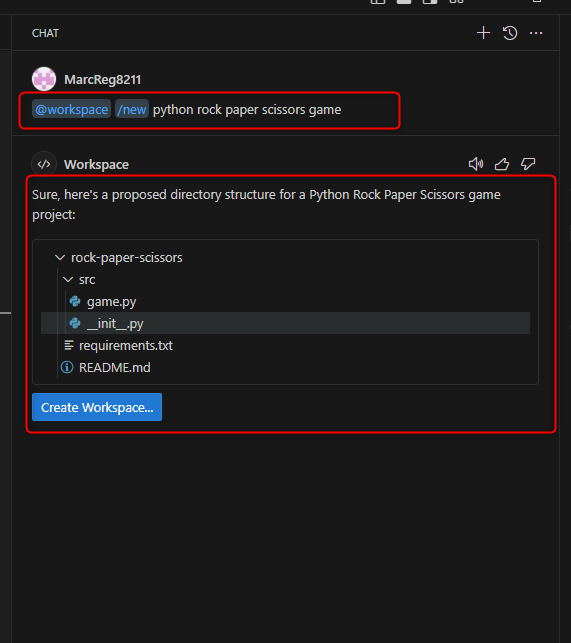 CHAT
MarcReg8211
@workspace /new python rock paper scissors game
Workspace
Sure, here's a proposed directory structure for a Python Rock Paper Scissors game
project:
rock-paper-scissors
src
game.py
__init__.py
requirements.txt
README.md
Create Workspace...